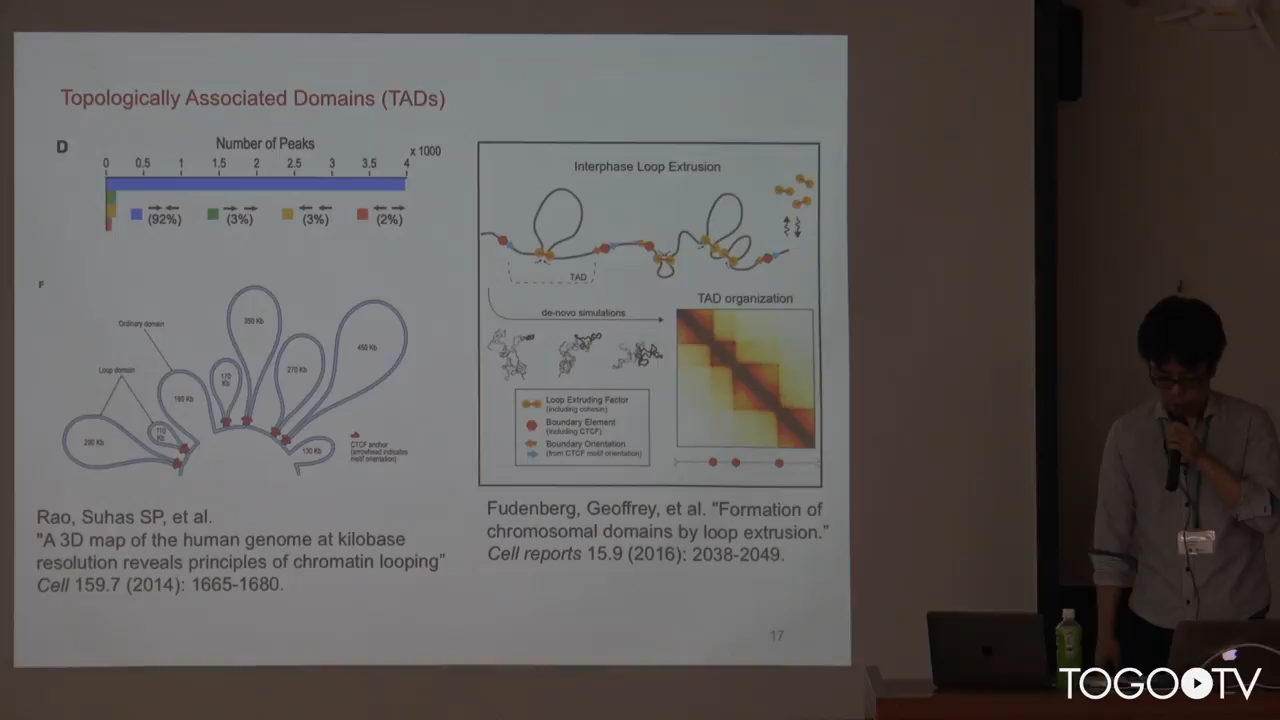 Topologically Associated Domains (TADs)
D
Number of Peaks
x 1000
0 0.5 1 1.5 2 2.5 3 3.5 4
(92%) (3%) (3%) (2%)
F
Ordinary domain
Loop domain
290 Kb
110 Kb
190 Kb
170 Kb
350 Kb
270 Kb
450 Kb
130 Kb
CTCF anchor
(arrowhead indicates
motif orientation)
Rao, Suhas SP, et al.
"A 3D map of the human genome at kilobase
resolution reveals principles of chromatin looping"
Cell 159.7 (2014): 1665-1680.
Interphase Loop Extrusion
TAD
de-novo simulations
TAD organization
Loop Extruding Factor
(including cohesin)
Boundary Element
(including CTCF)
Boundary Orientation
(from CTCF motif orientation)
Fudenberg, Geoffrey, et al. "Formation of
chromosomal domains by loop extrusion."
Cell reports 15.9 (2016): 2038-2049.
17
TOGOTV